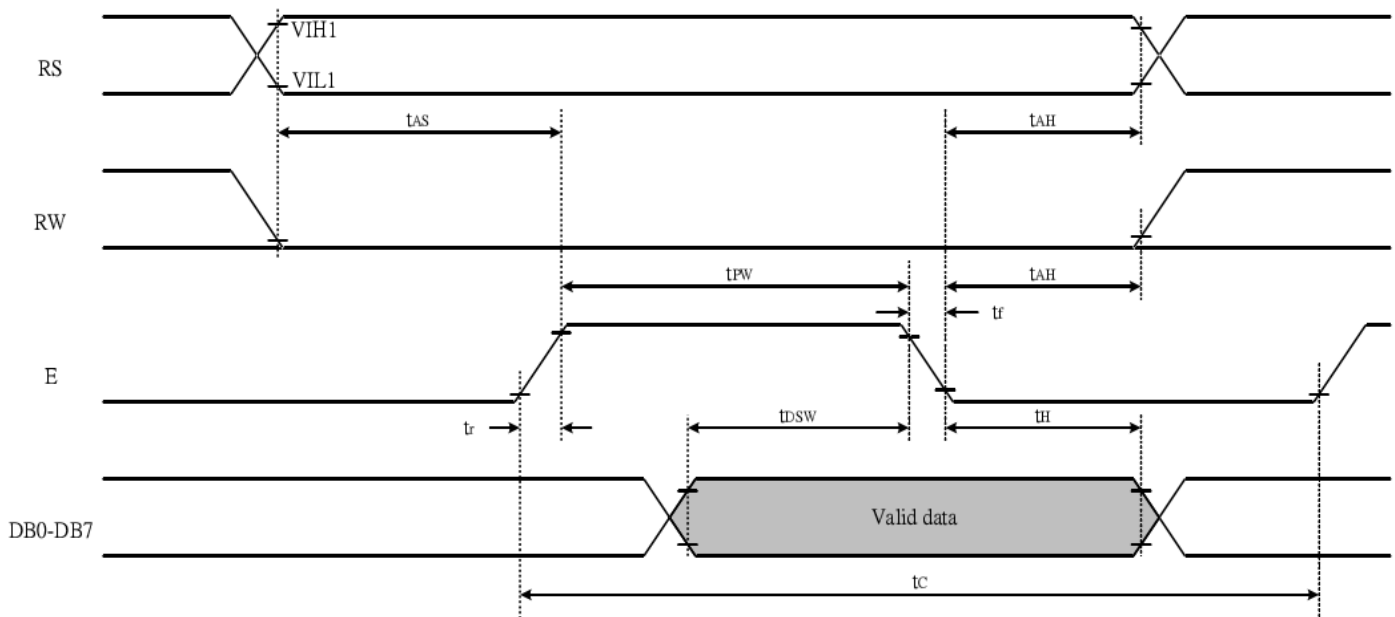 VIH1
RS
VIL1
tAS
tAH
RW
tPW
tAH
tf
E
tr
tDSW
tH
DB0-DB7
Valid data
tC